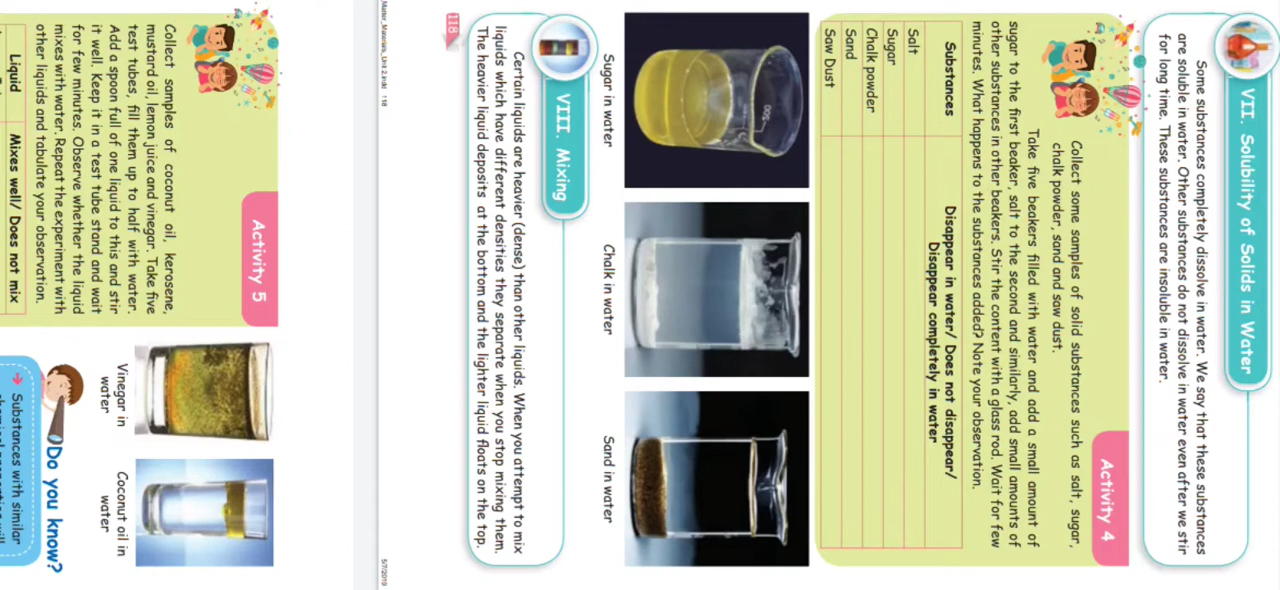 VII. Solubility of Solids in Water
Some substances completely dissolve in water. We say that these substances
are soluble in water. Other substances do not dissolve in water even after we stir
for long time. These substances are insoluble in water.
Activity 4
Collect some samples of solid substances such as salt, sugar,
chalk powder, sand and saw dust.
Take five beakers filled with water and add a small amount of
sugar to the first beaker, salt to the second and similarly, add small amounts of
other substances in other beakers. Stir the content with a glass rod. Wait for few
minutes. What happens to the substances added? Note your observation.
Substances
Disappear in water/ Does not disappear/
Disappear completely in water
Salt
Sugar
Chalk powder
Sand
Saw Dust
Sugar in water
Chalk in water
Sand in water
VIII. Mixing
Certain liquids are heavier (dense) than other liquids. When you attempt to mix
liquids which have different densities they separate when you stop mixing them.
The heavier liquid deposits at the bottom and the lighter liquid floats on the top.
118
5/7/2019
Activity 5
Collect samples of coconut oil, kerosene,
mustard oil, lemon juice and vinegar. Take five
test tubes, fill them up to half with water.
Add a spoon full of one liquid to this and stir
it well. Keep it in a test tube stand and wait
for few minutes. Observe whether the liquid
mixes with water. Repeat the experiment with
other liquids and tabulate your observation.
Liquid
Mixes well/ Does not mix
Vinegar in
water
Coconut oil in
water
Do you know?
Substances with similar